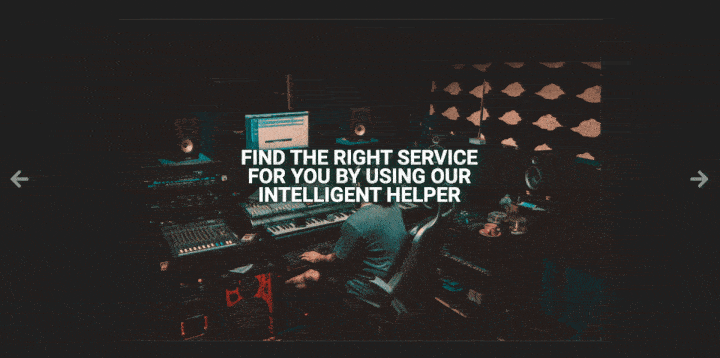 FIND THE RIGHT SERVICE
FOR YOU BY USING OUR
INTELLIGENT HELPER